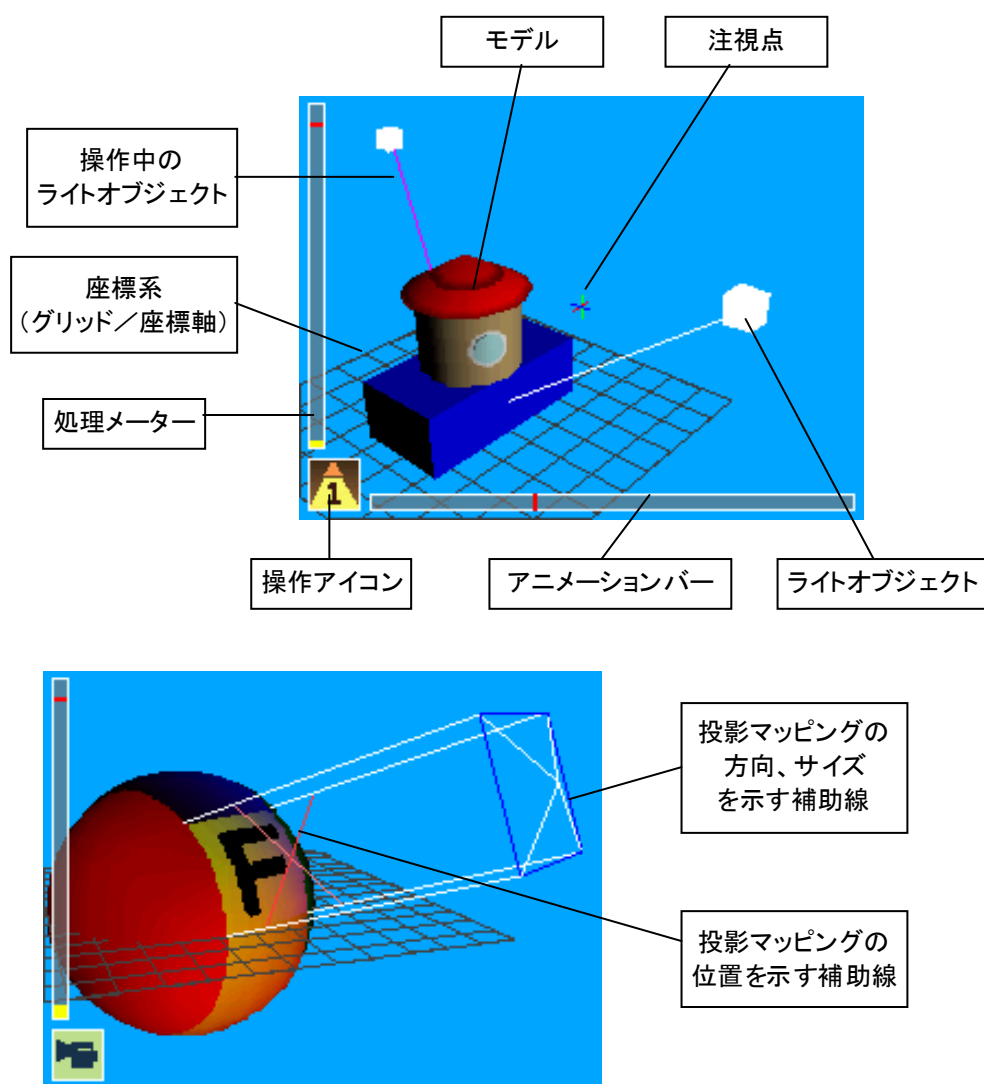 モデル
注視点
操作中の
ライトオブジェクト
座標系
（グリッド／座標軸）
処理メーター
1
操作アイコン
アニメーションバー
ライトオブジェクト
F
投影マッピングの
方向、サイズ
を示す補助線
投影マッピングの
位置を示す補助線